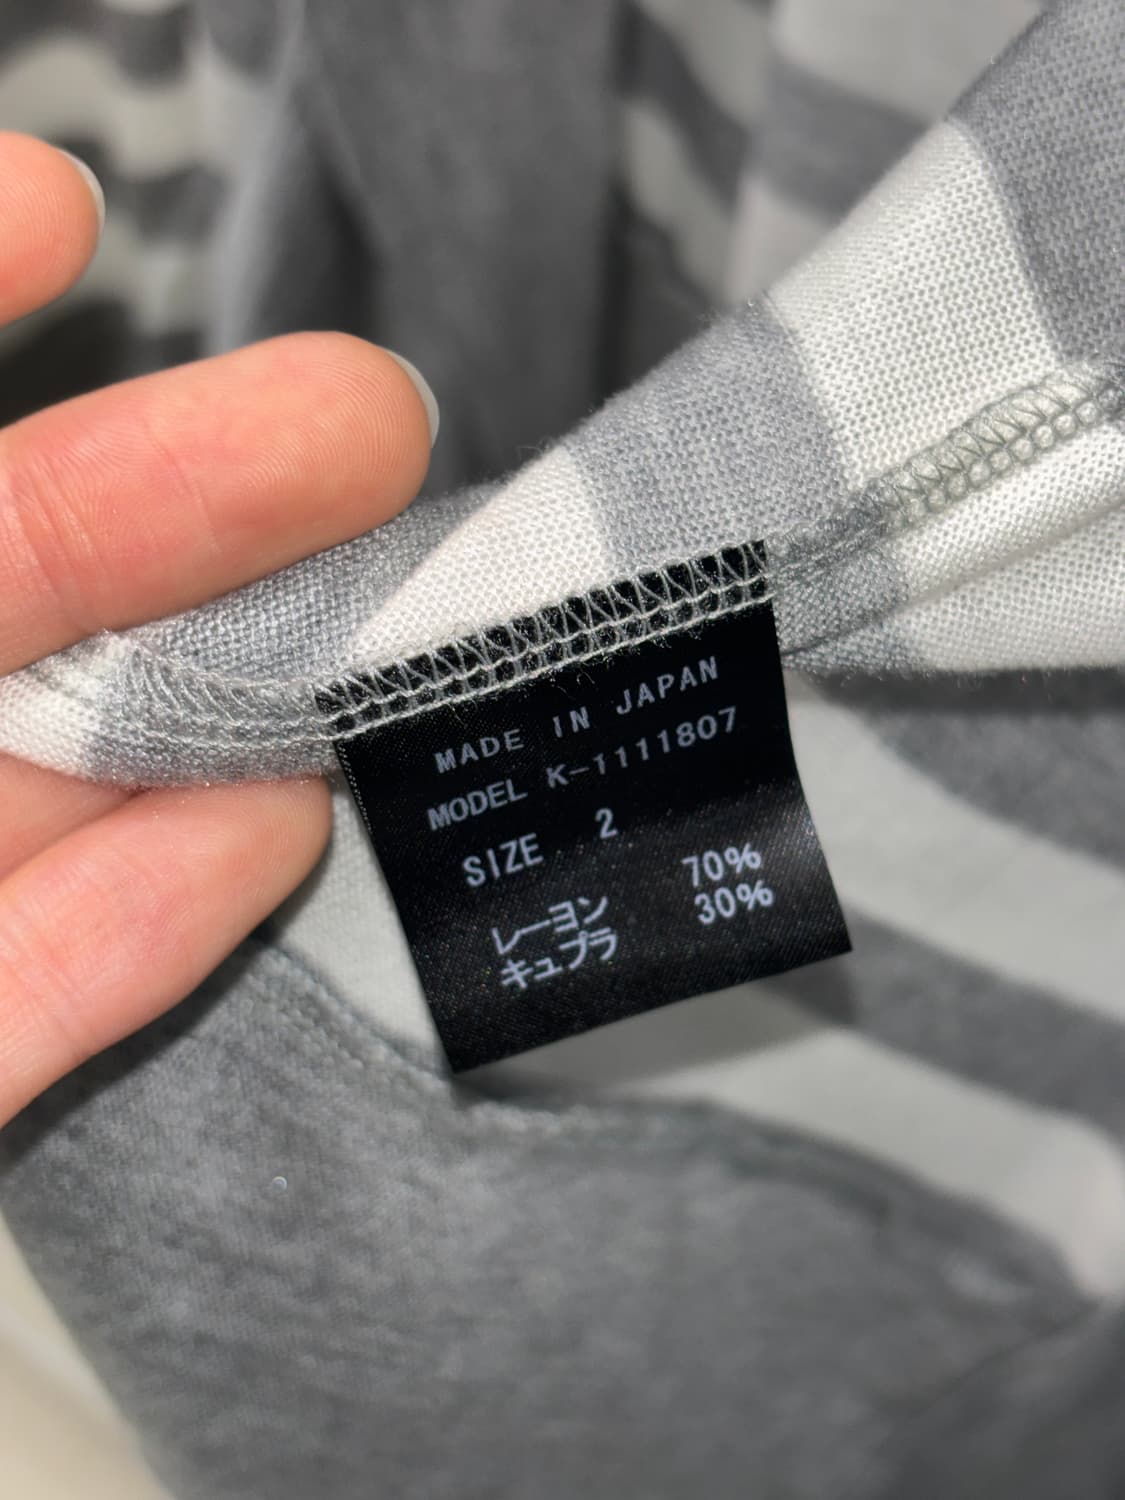 MADE IN JAPAN
MODEL K-1111807
SIZE 2
レーヨン 70%
キュプラ 30%